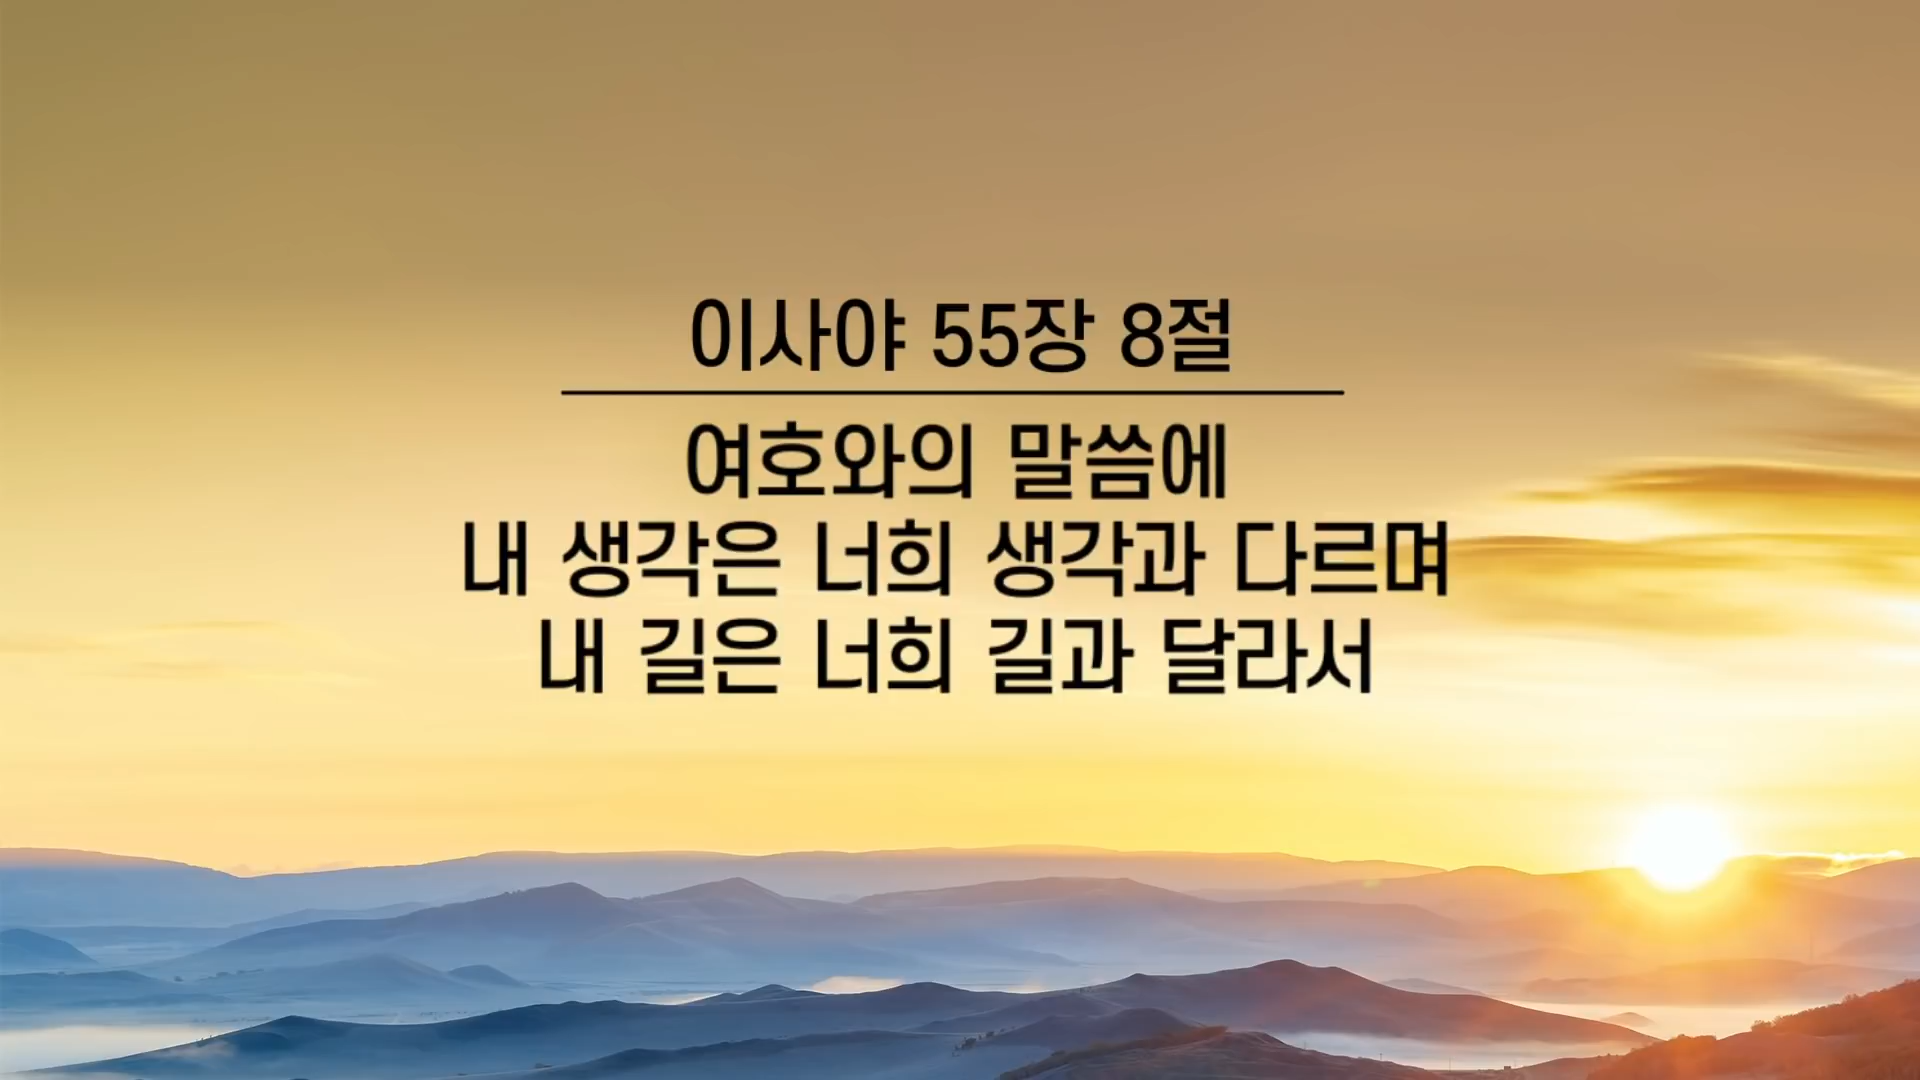 이사야 55장 8절
여호와의 말씀에
내 생각은 너희 생각과 다르며
내 길은 너희 길과 달라서